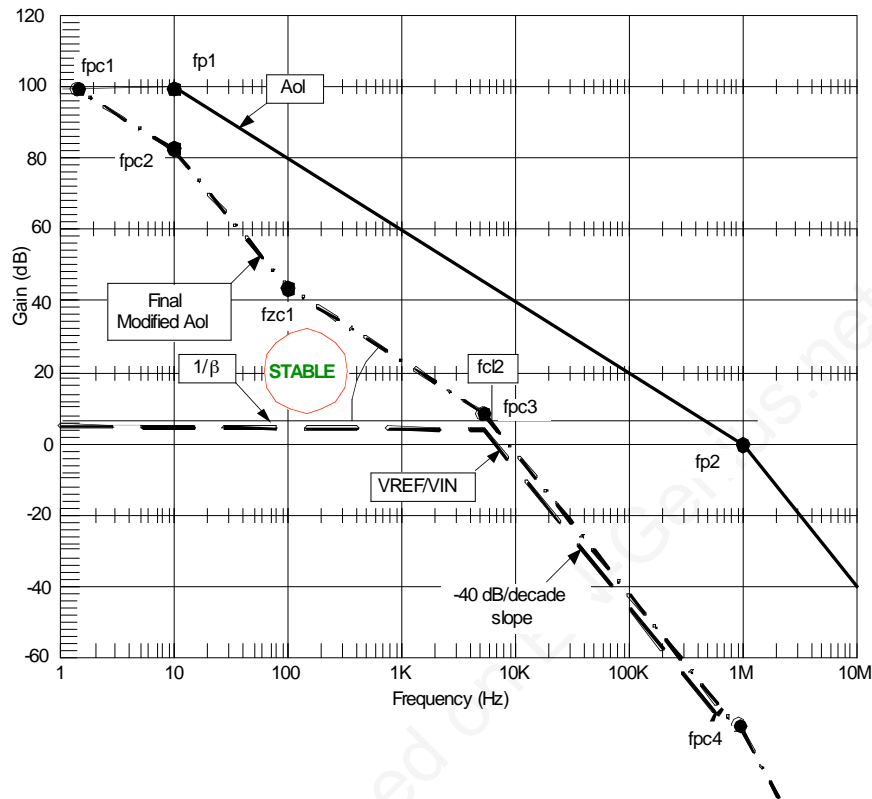 120
fpc1
fp1
100
Aol
80
fpc2
60
Gain (dB)
Final
Modified Aol
40
fzc1
1/β
STABLE
20
fcl2
fpc3
0
fp2
VREF/VIN
-20
-40 dB/decade
slope
-40
-60
1
10
100
1K
10K
100K
1M
10M
Frequency (Hz)
fpc4